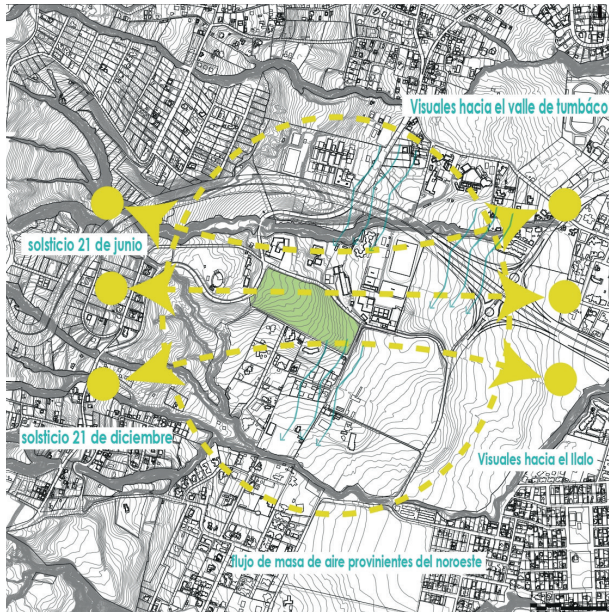 Visuales hacia el valle de tumbáco
solsticio 21 de junio
solsticio 21 de diciembre
Visuales hacia el Ilalo
flujo de masa de aire provinientes del noroeste